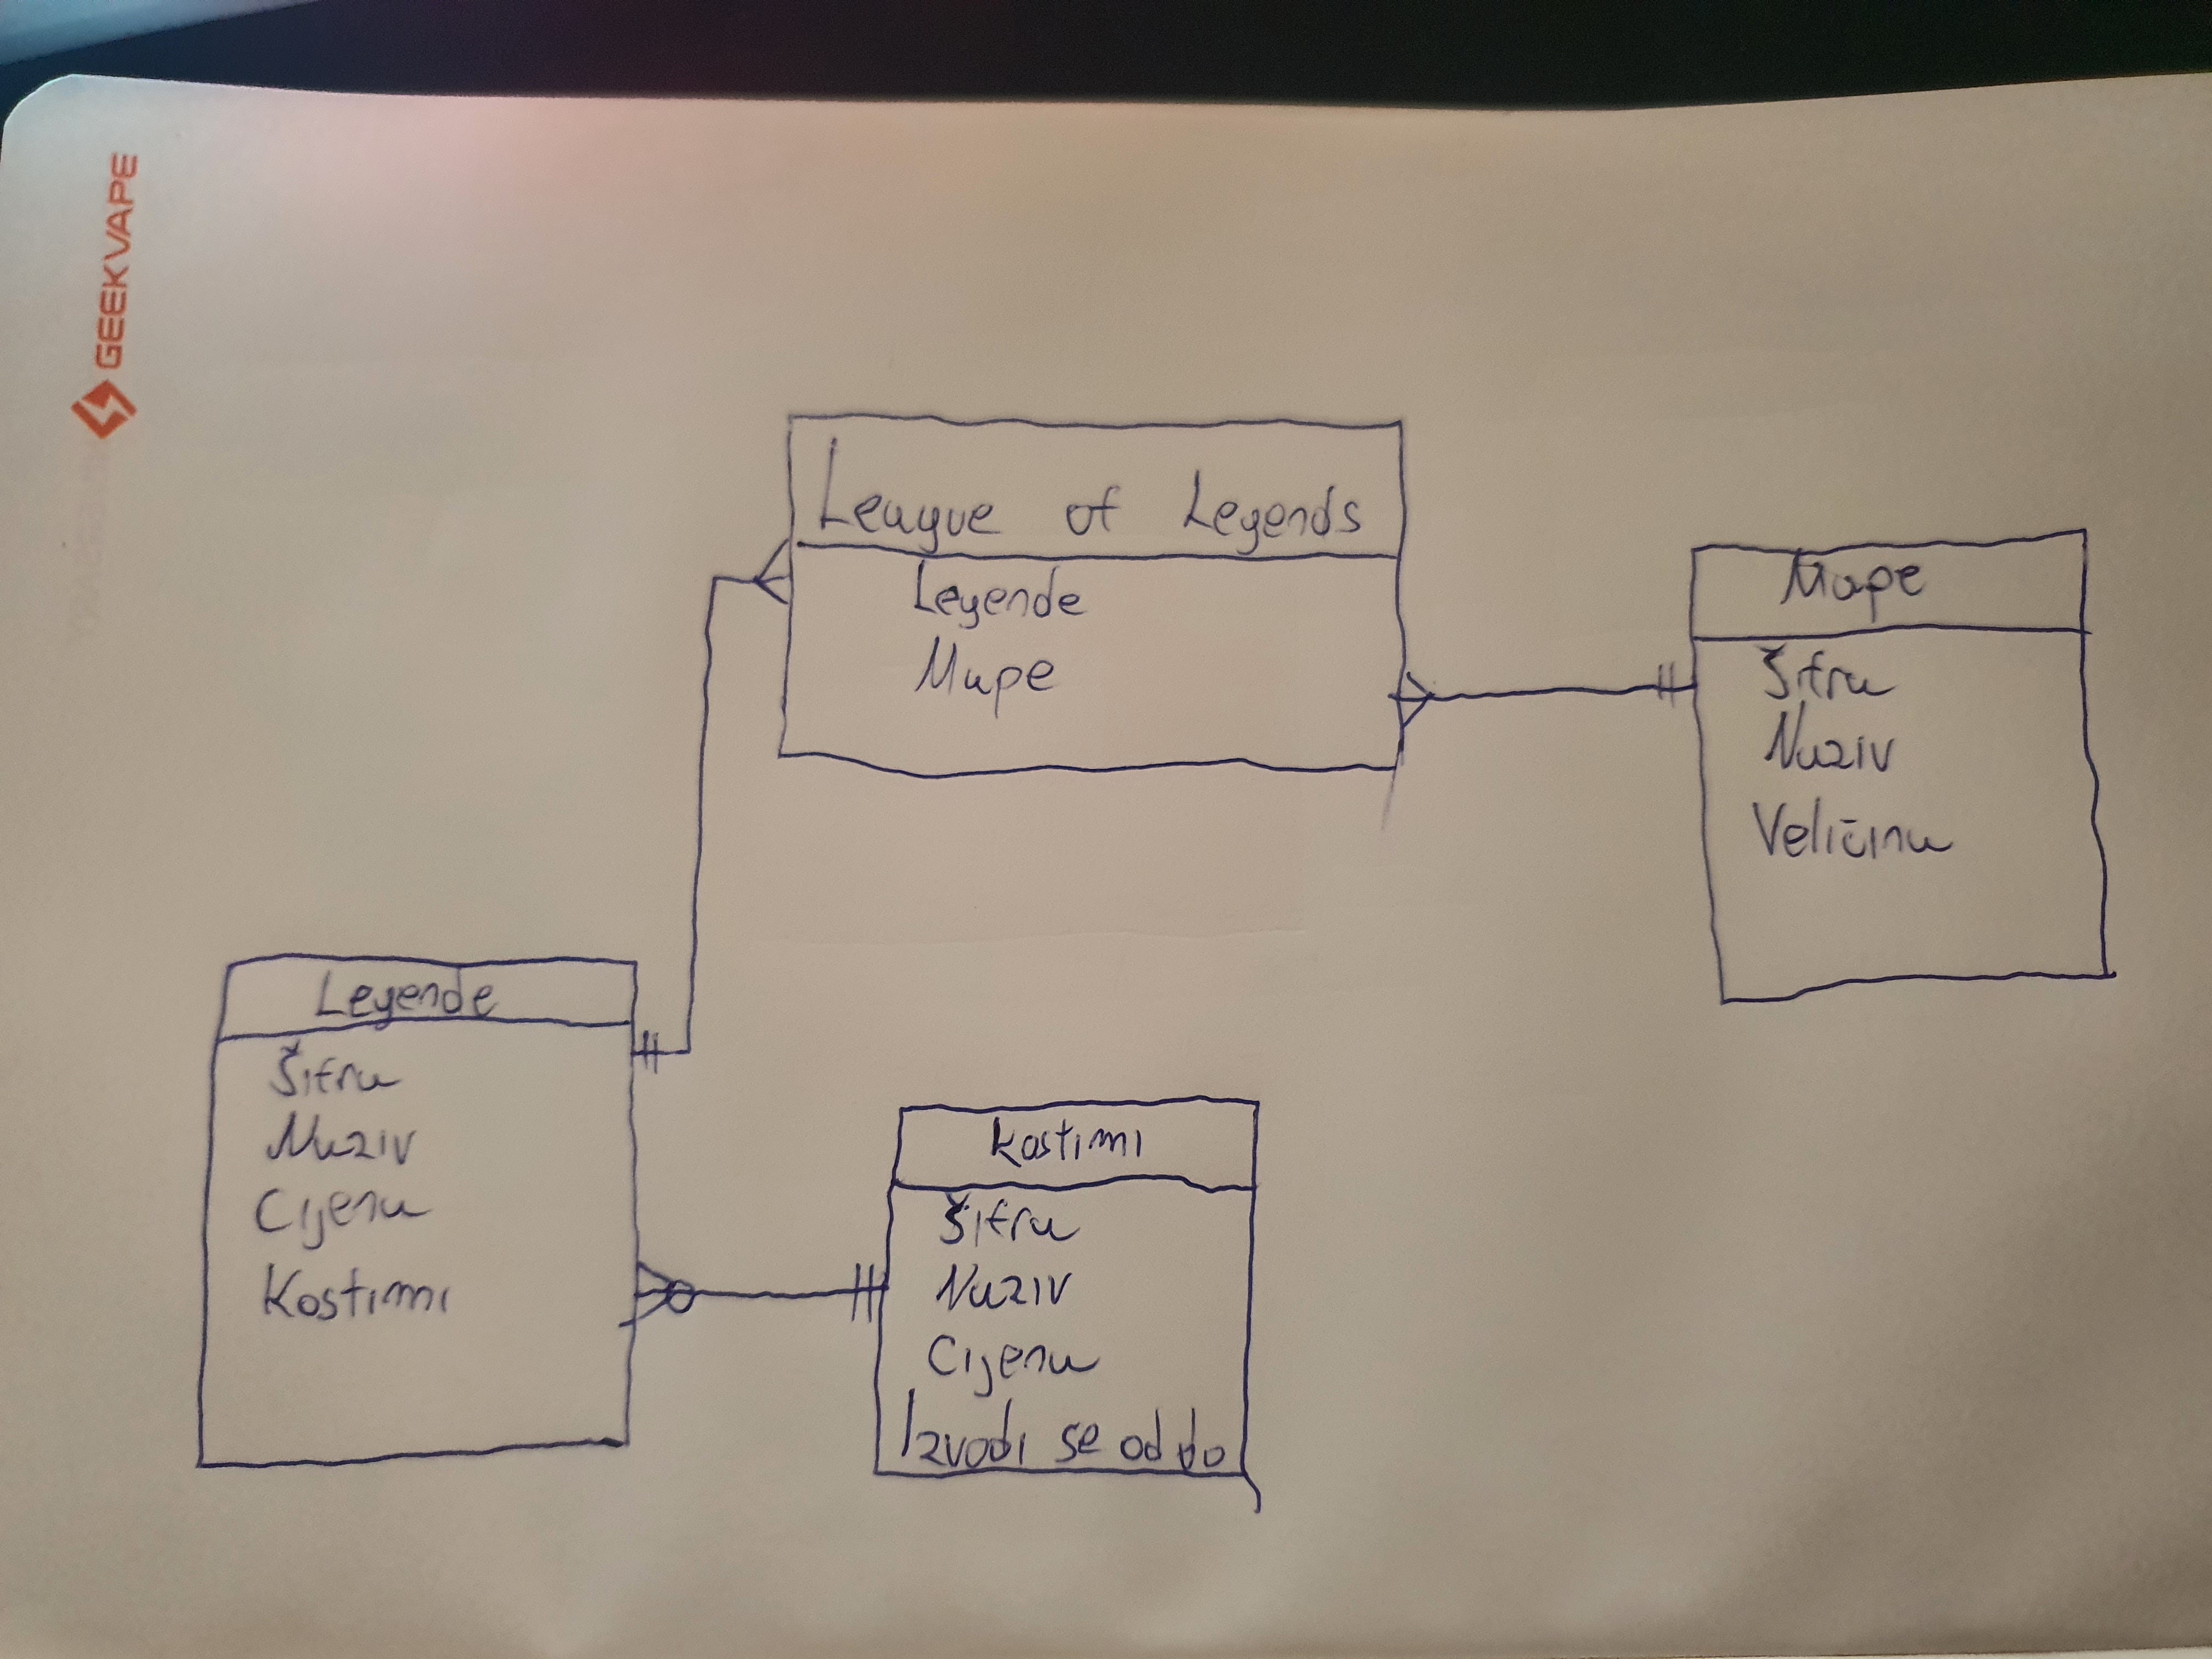 GEEKVAPE
League of Legends
Legende
Mape
Mape
Šifra
Naziv
Veličina
Legende
Šifra
Naziv
Cijena
Kostimi
Kostimi
Šifra
Naziv
Cijena
Izvodi se od do